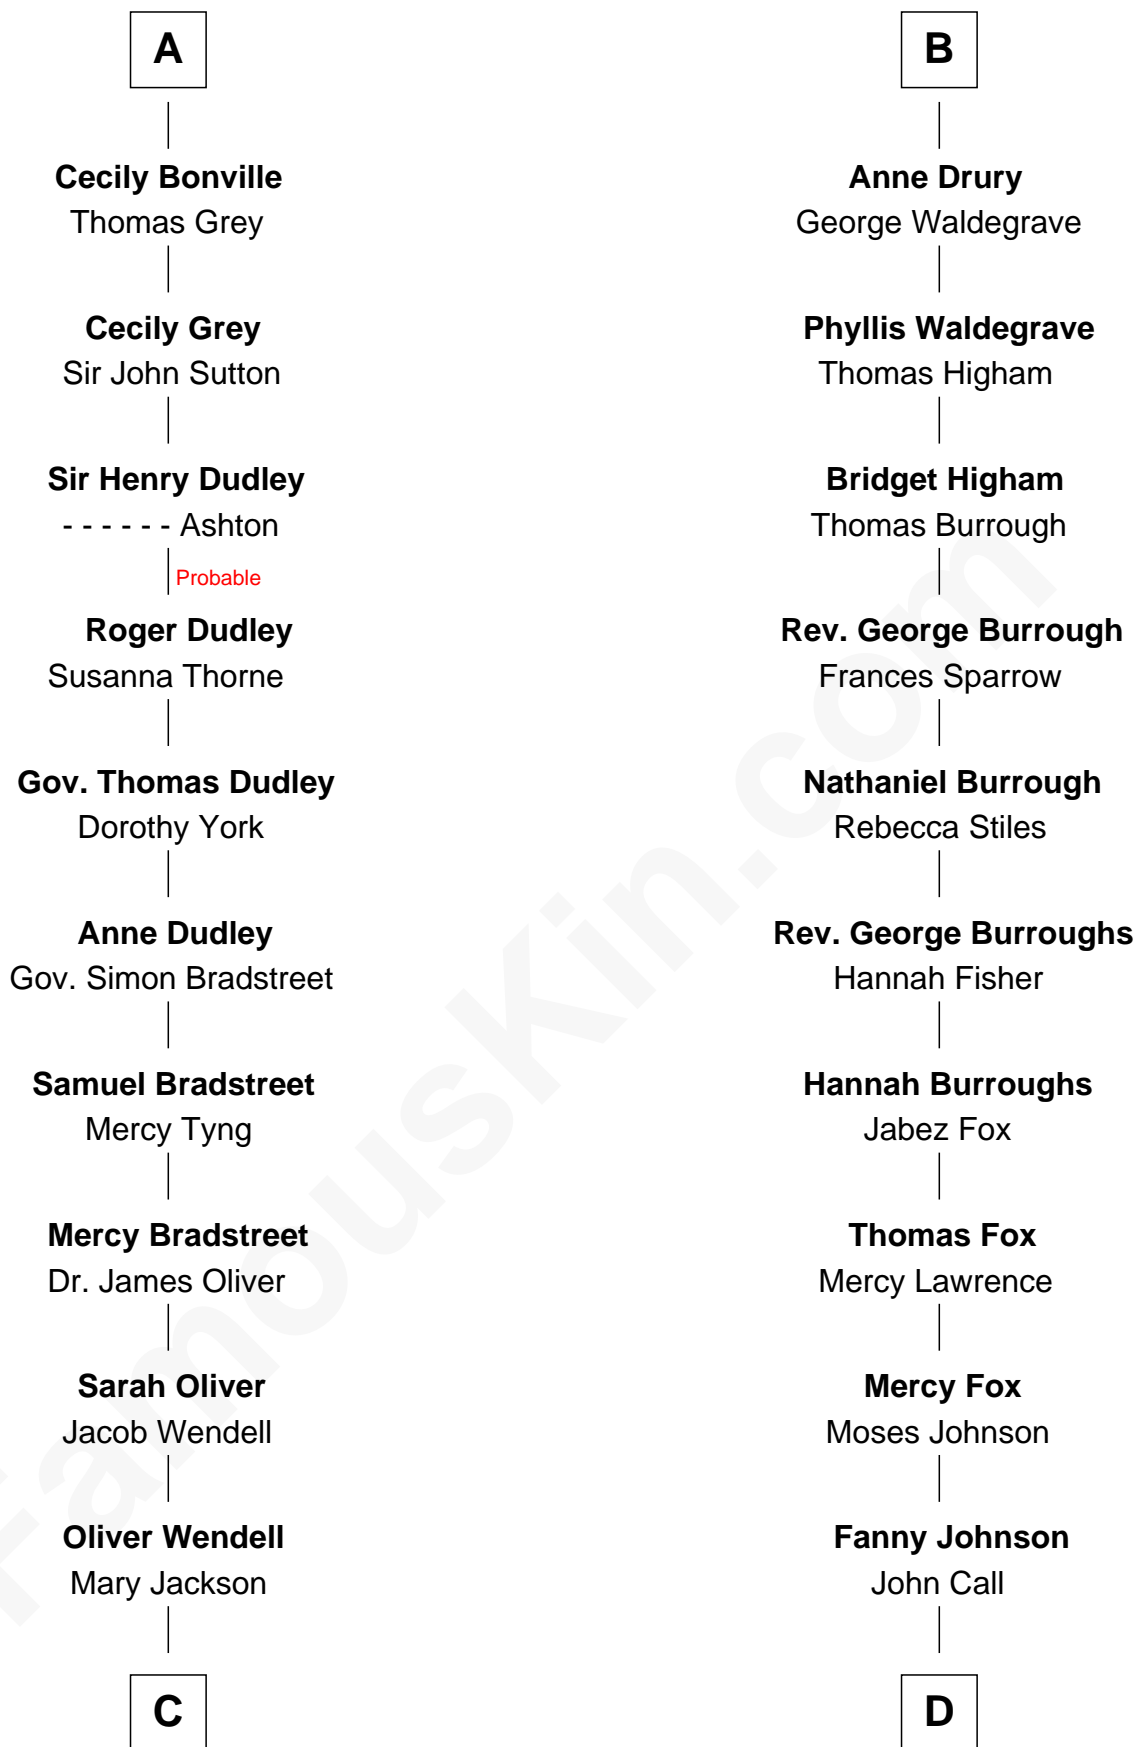 A
Cecily Bonville
Thomas Grey
Cecily Grey
Sir John Sutton
Sir Henry Dudley
- - - - - - Ashton
Probable
Roger Dudley
Susanna Thorne
Gov. Thomas Dudley
Dorothy York
Anne Dudley
Gov. Simon Bradstreet
Samuel Bradstreet
Mercy Tyng
Mercy Bradstreet
Dr. James Oliver
Sarah Oliver
Jacob Wendell
Oliver Wendell
Mary Jackson
C
B
Anne Drury
George Waldegrave
Phyllis Waldegrave
Thomas Higham
Bridget Higham
Thomas Burrough
Rev. George Burrough
Frances Sparrow
Nathaniel Burrough
Rebecca Stiles
Rev. George Burroughs
Hannah Fisher
Hannah Burroughs
Jabez Fox
Thomas Fox
Mercy Lawrence
Mercy Fox
Moses Johnson
Fanny Johnson
John Call
D
FamousKin.com